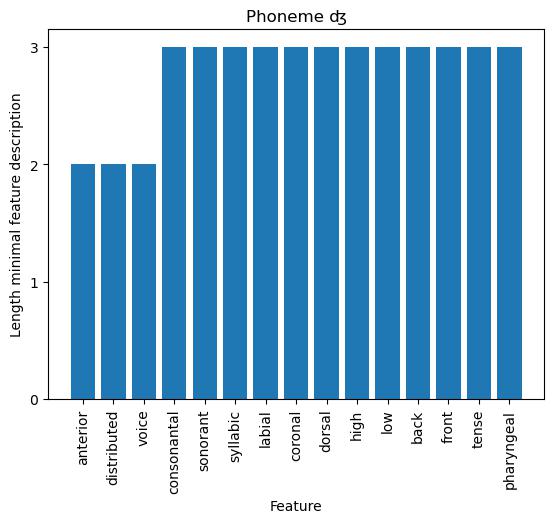 Phoneme ʤ
Length minimal feature description
3
2
1
0
anterior
distributed
voice
consonantal
sonorant
syllabic
labial
coronal
dorsal
high
low
back
front
tense
pharyngeal
Feature